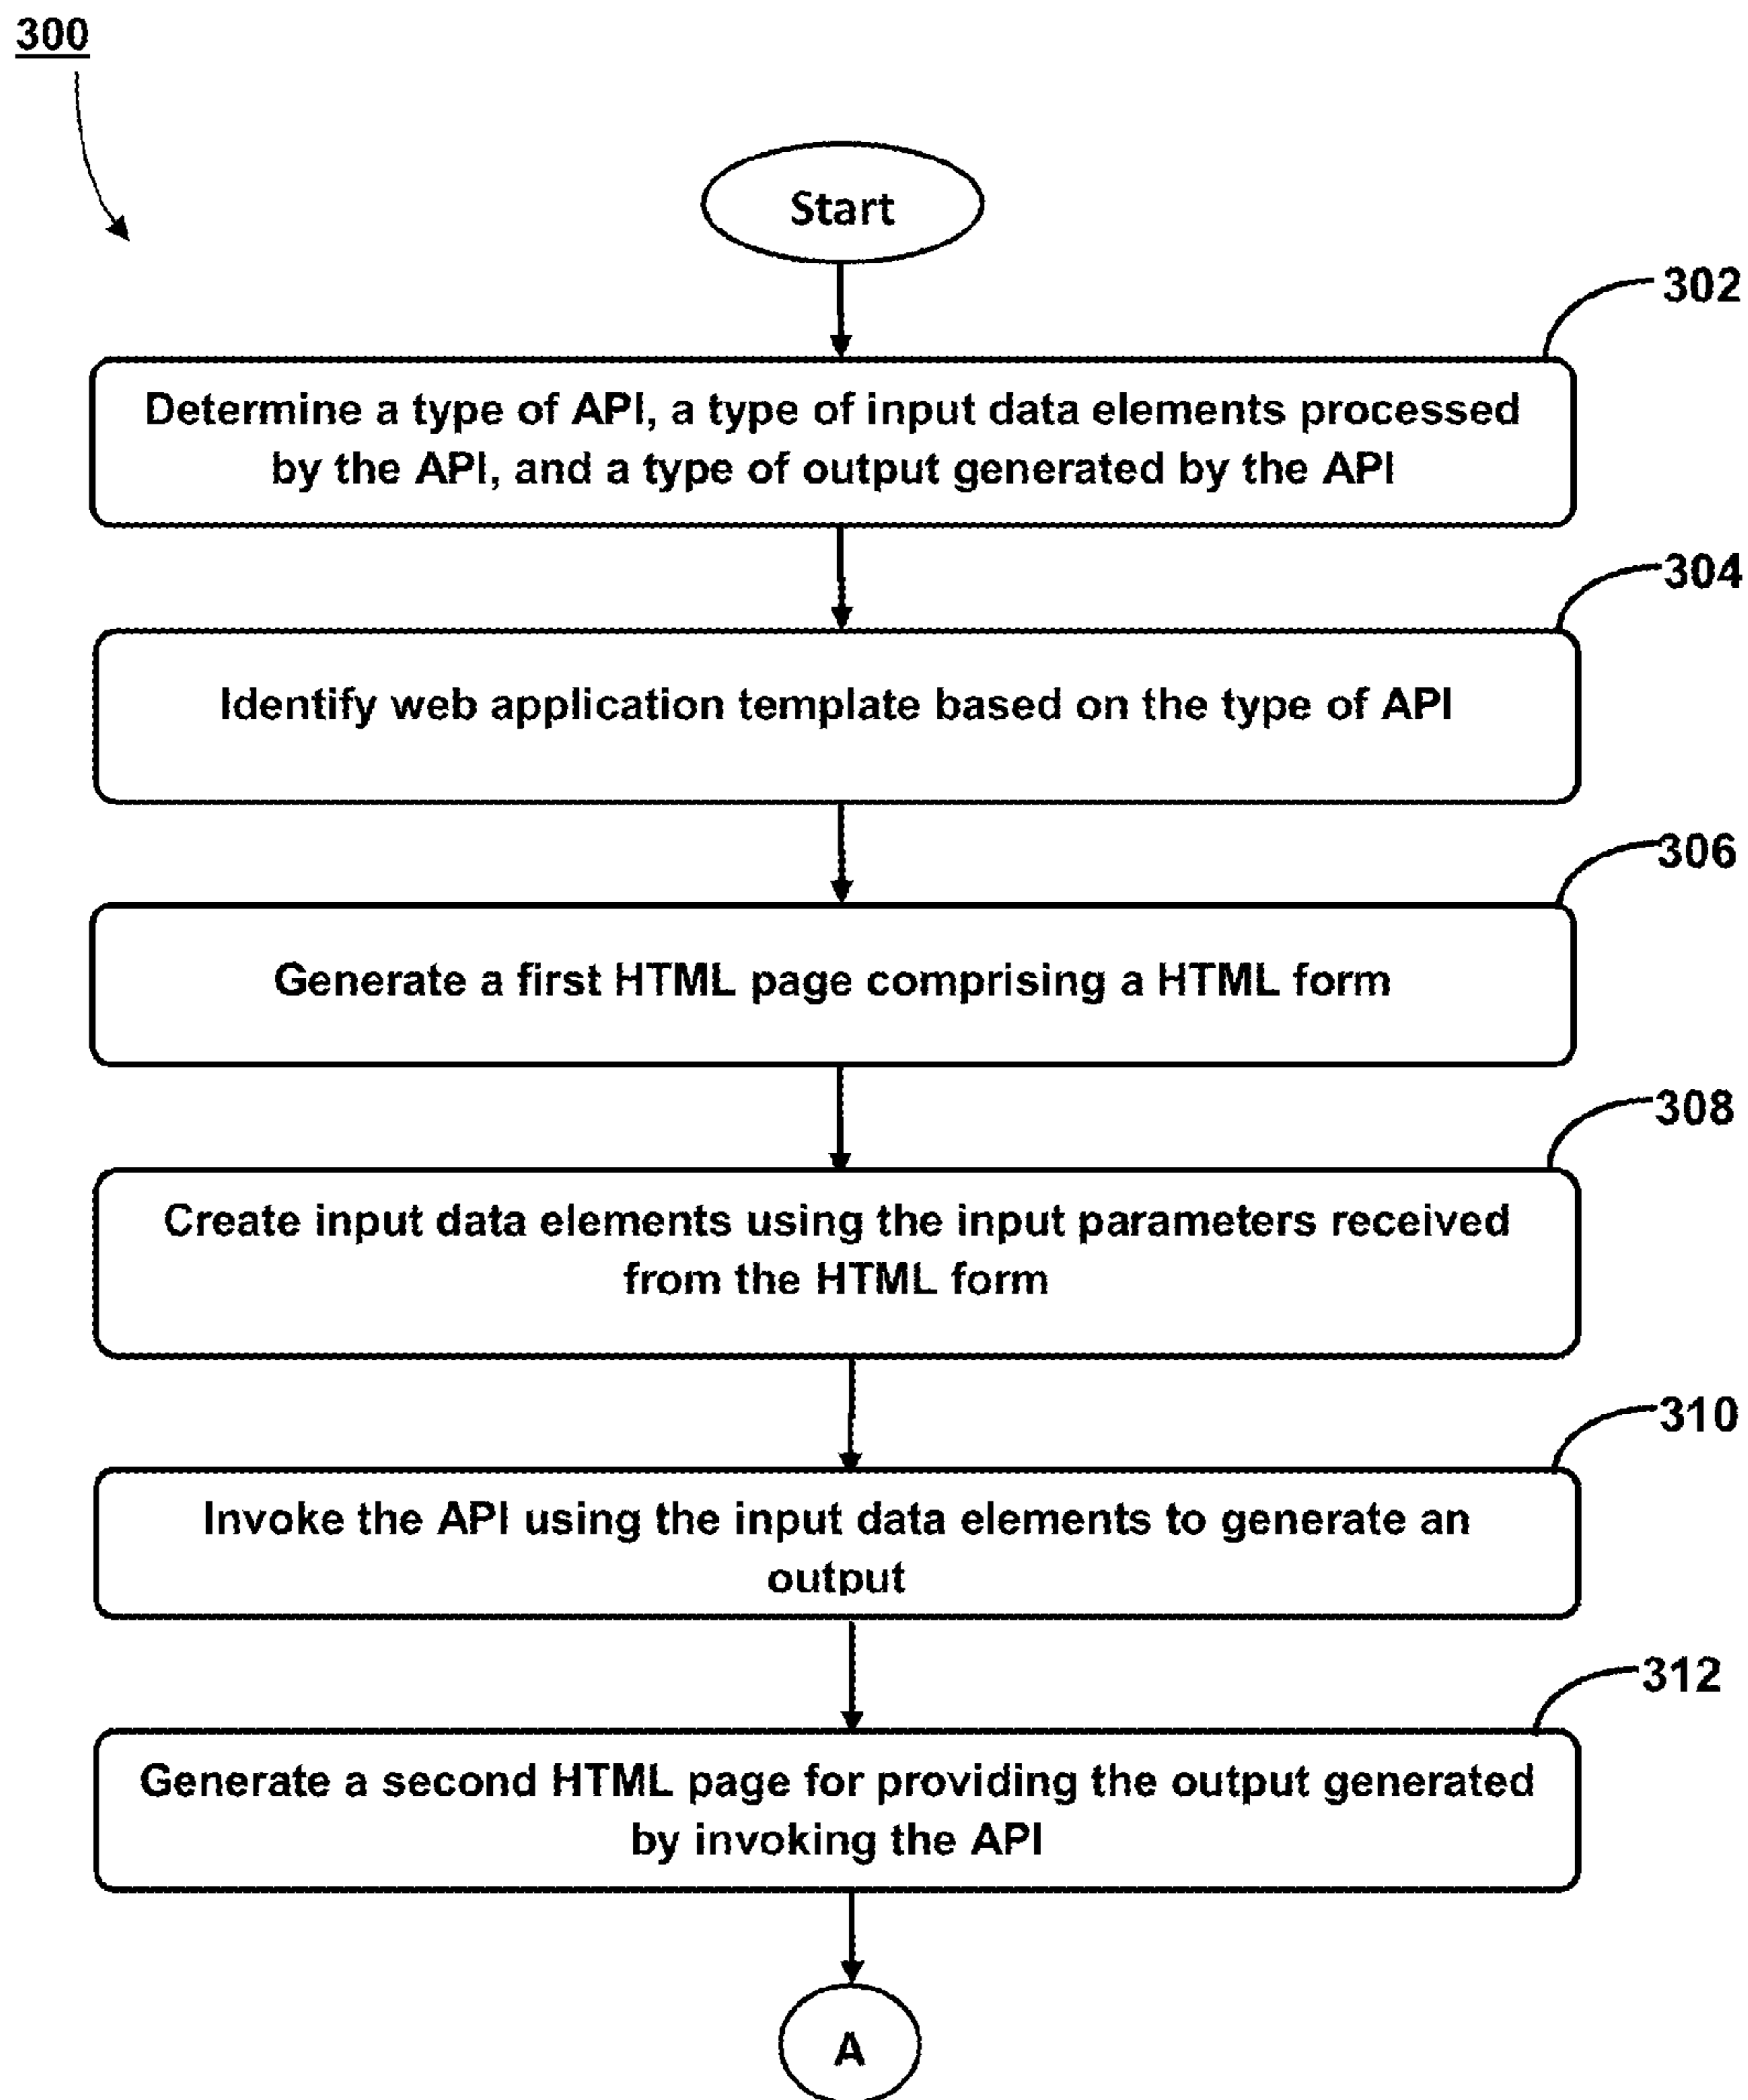 300
Start
302
Determine a type of API, a type of input data elements processed
by the API, and a type of output generated by the API
304
Identify web application template based on the type of API
306
Generate a first HTML page comprising a HTML form
308
Create input data elements using the input parameters received
from the HTML form
310
Invoke the API using the input data elements to generate an
output
312
Generate a second HTML page for providing the output generated
by invoking the API
A